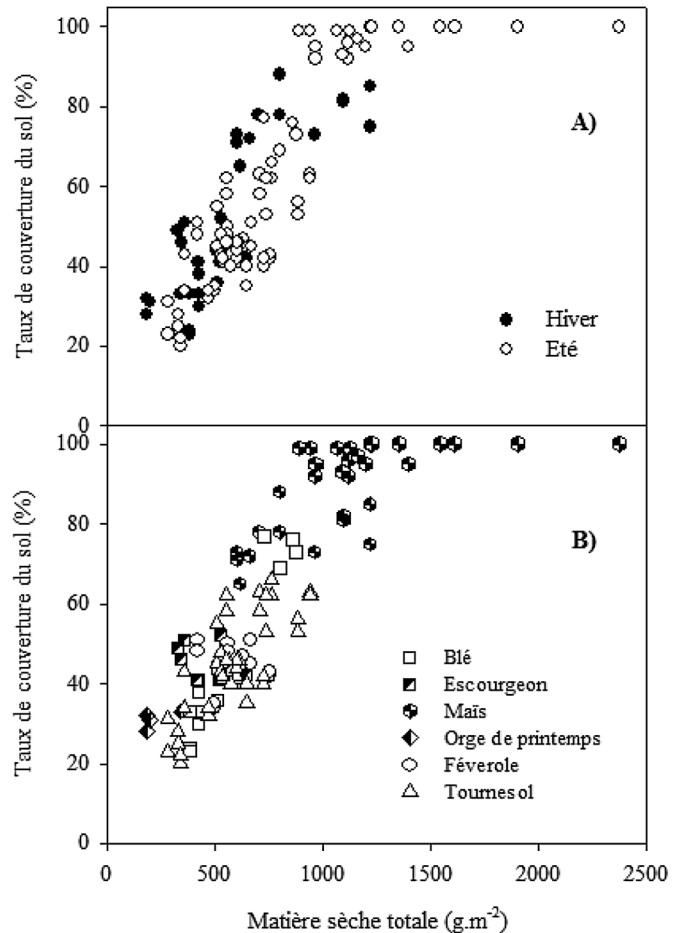 100
80
60
40
20
0
Taux de couverture du sol (%)
A)
Hiver
Eté
100
80
60
40
20
0
Taux de couverture du sol (%)
B)
Blé
Escourgeon
Maïs
Orge de printemps
Féverole
Tournesol
0 500 1000 1500 2000 2500
Matière sèche totale (g.m⁻²)